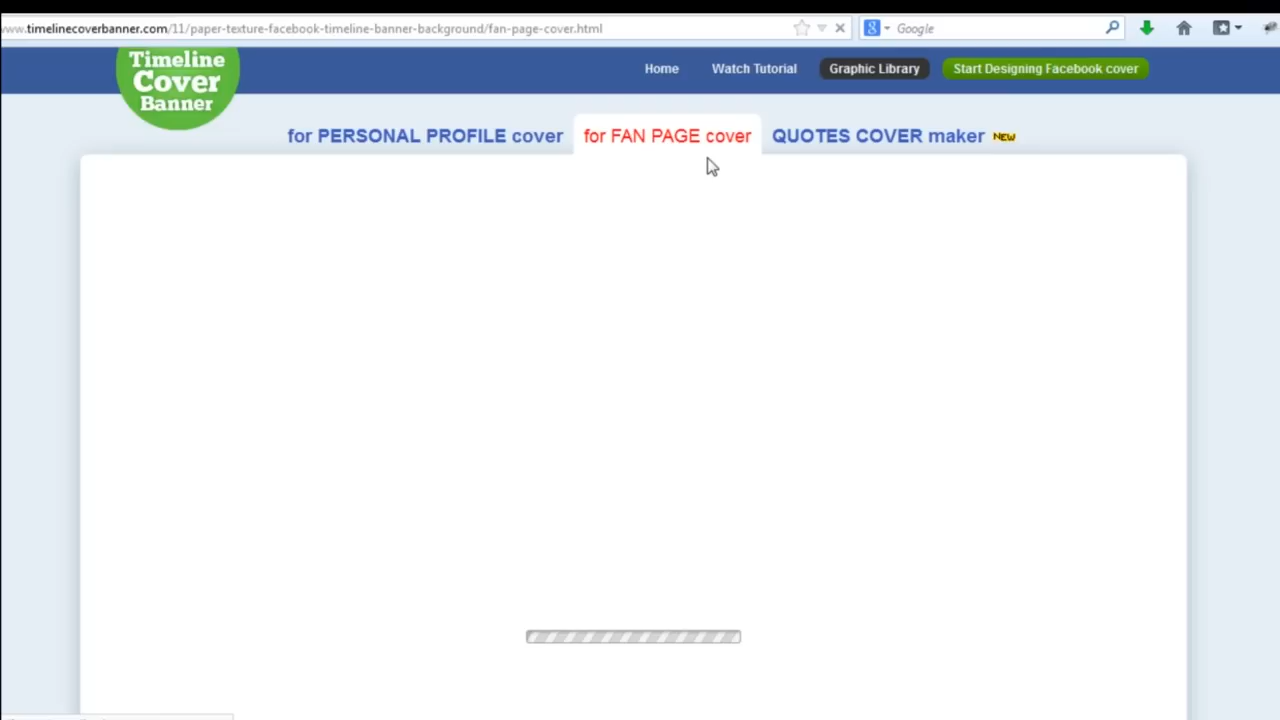 www.timelinecoverbanner.com/11/paper-texture-facebook-timeline-banner-background/fan-page-cover.html
Google
Timeline
Cover
Banner
Home
Watch Tutorial
Graphic Library
Start Designing Facebook cover
for PERSONAL PROFILE cover
for FAN PAGE cover
QUOTES COVER maker NEW